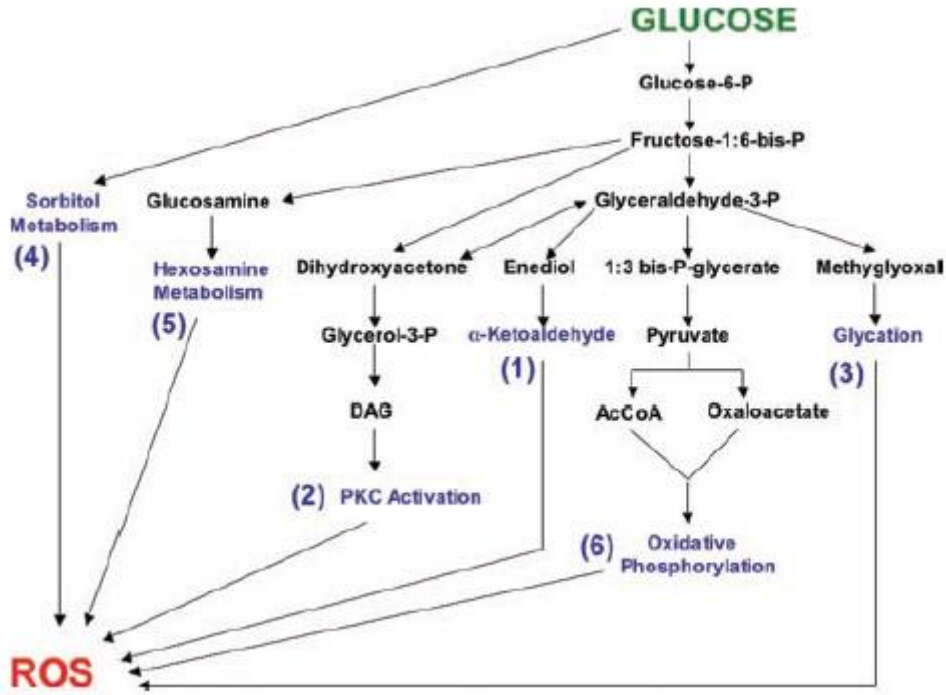 GLUCOSE
Glucose-6-P
Fructose-1:6-bis-P
Sorbitol
Metabolism
(4)
Glucosamine
Glyceraldehyde-3-P
Hexosamine
Metabolism
(5)
Dihydroxyacetone
Enediol
1:3 bis-P-glycerate
Methyglyoxal
Glycerol-3-P
α-Ketoaldehyde
(1)
Pyruvate
Glycation
(3)
DAG
AcCoA
Oxaloacetate
(2) PKC Activation
(6) Oxidative
Phosphorylation
ROS